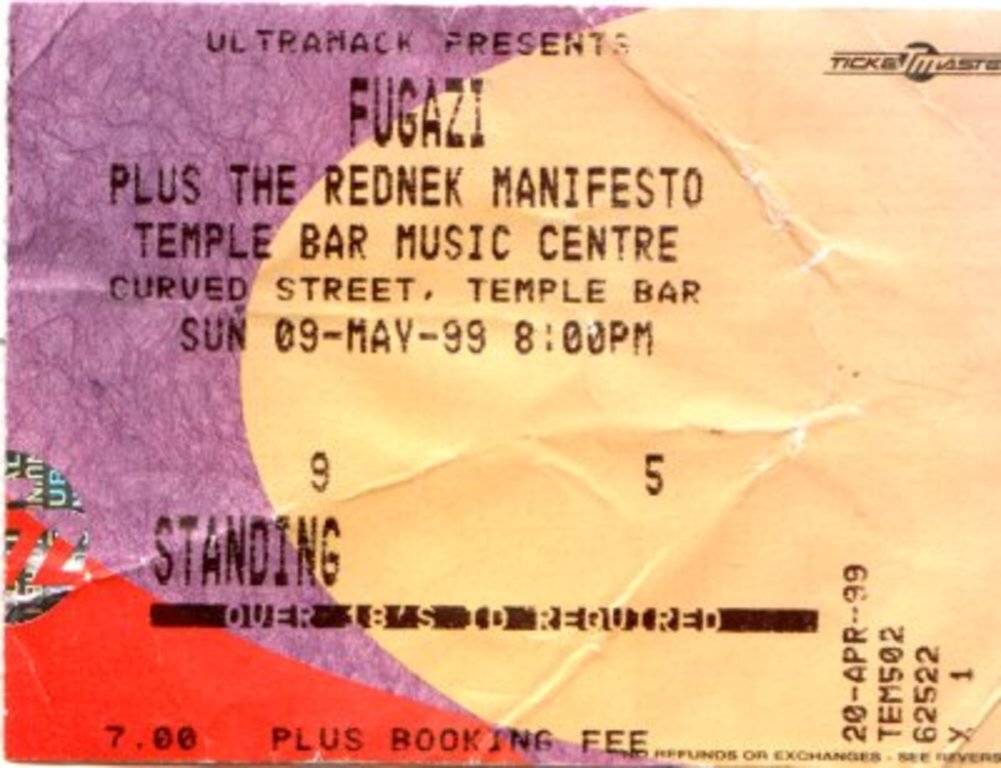 ULTRAMACK PRESENTS
TICKETMASTE
FUGAZI
PLUS THE REDNEK MANIFESTO
TEMPLE BAR MUSIC CENTRE
CURVED STREET, TEMPLE BAR
SUN 09-MAY-99 8:00PM
9 5
STANDING
OVER 18'S ID REQUIRED
7.00 PLUS BOOKING FEE
NO REFUNDS OR EXCHANGES - SEE REVERS
20-APR-99
TEM502
62522
X 1